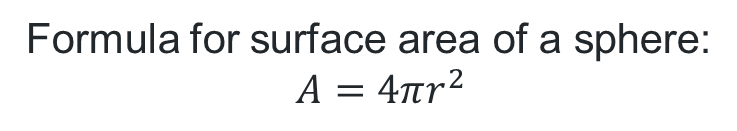 Formula for surface area of a sphere:
𝐴 = 4𝜋𝑟²